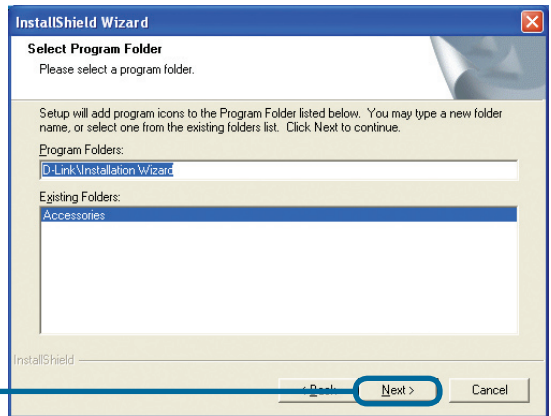 InstallShield Wizard
Select Program Folder
Please select a program folder.
Setup will add program icons to the Program Folder listed below. You may type a new folder
name, or select one from the existing folders list. Click Next to continue.
Program Folders:
D-Link\Installation Wizard
Existing Folders:
Accessories
InstallShield
< Back
Next >
Cancel